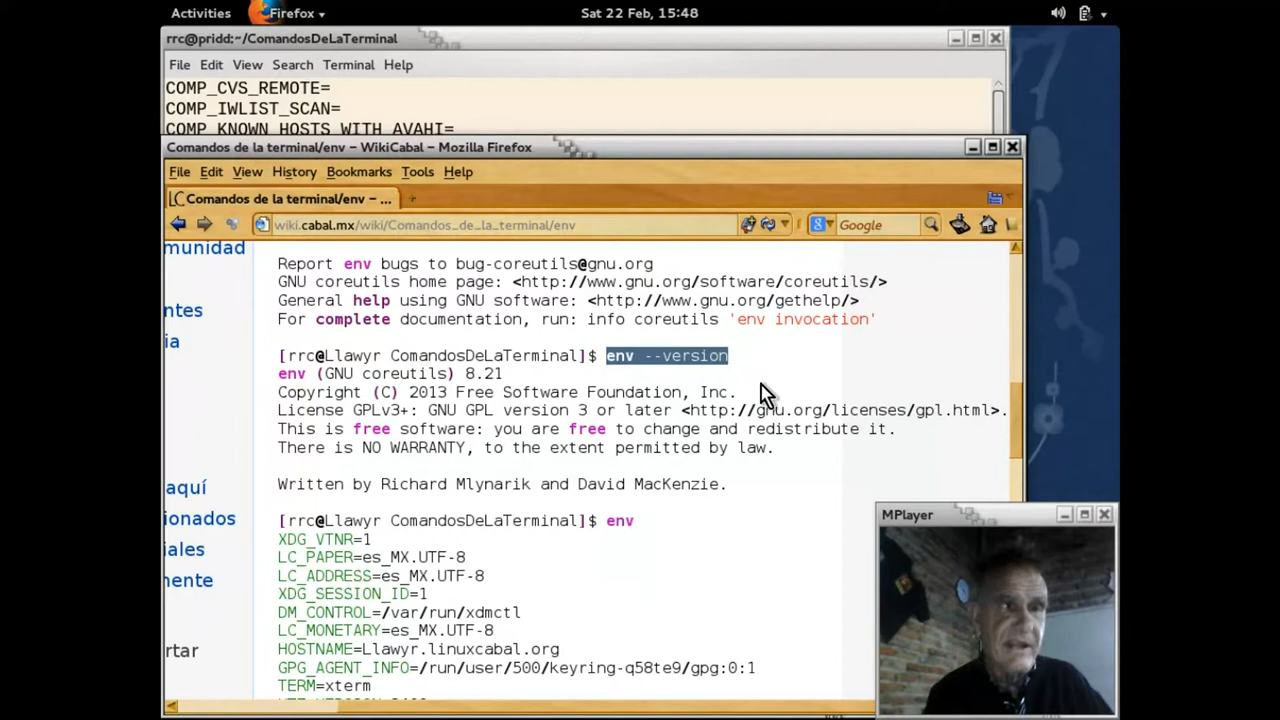 Activities Firefox Sat 22 Feb, 15:48
rrc@pridd:~/ComandosDeLaTerminal
File Edit View Search Terminal Help
COMP_CVS_REMOTE=
COMP_IWLIST_SCAN=
COMP_KNOWN_HOSTS_WITH_AVAHI=
Comandos de la terminal/env – WikiCabal – Mozilla Firefox
File Edit View History Bookmarks Tools Help
LC Comandos de la terminal/env – ...
wiki.cabal.mx/wiki/Comandos_de_la_terminal/env
Google
omunidad
ntes
ia
aquí
ionados
iales
mente
rtar
Report env bugs to bug-coreutils@gnu.org
GNU coreutils home page: <http://www.gnu.org/software/coreutils/>
General help using GNU software: <http://www.gnu.org/gethelp/>
For complete documentation, run: info coreutils 'env invocation'
[rrc@Llawyr ComandosDeLaTerminal]$ env --version
env (GNU coreutils) 8.21
Copyright (C) 2013 Free Software Foundation, Inc.
License GPLv3+: GNU GPL version 3 or later <http://gnu.org/licenses/gpl.html>.
This is free software: you are free to change and redistribute it.
There is NO WARRANTY, to the extent permitted by law.
Written by Richard Mlynarik and David MacKenzie.
[rrc@Llawyr ComandosDeLaTerminal]$ env
XDG_VTNR=1
LC_PAPER=es_MX.UTF-8
LC_ADDRESS=es_MX.UTF-8
XDG_SESSION_ID=1
DM_CONTROL=/var/run/xdmctl
LC_MONETARY=es_MX.UTF-8
HOSTNAME=Llawyr.linuxcabal.org
GPG_AGENT_INFO=/run/user/500/keyring-q58te9/gpg:0:1
TERM=xterm
MPlayer